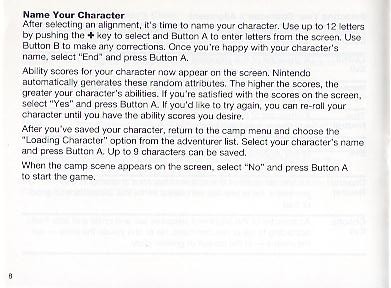 Name Your Character
After selecting an alignment, it's time to name your character. Use up to 12 letters
by pushing the ✚ key to select and Button A to enter letters from the screen. Use
Button B to make any corrections. Once you're happy with your character's
name, select "End" and press Button A.
Ability scores for your character now appear on the screen. Nintendo
automatically generates these random attributes. The higher the scores, the
greater your character's abilities. If you're satisfied with the scores on the screen,
select "Yes" and press Button A. If you'd like to try again, you can re-roll your
character until you have the ability scores you desire.
After you've saved your character, return to the camp menu and choose the
"Loading Character" option from the adventurer list. Select your character's name
and press Button A. Up to 9 characters can be saved.
When the camp scene appears on the screen, select "No" and press Button A
to start the game.
8